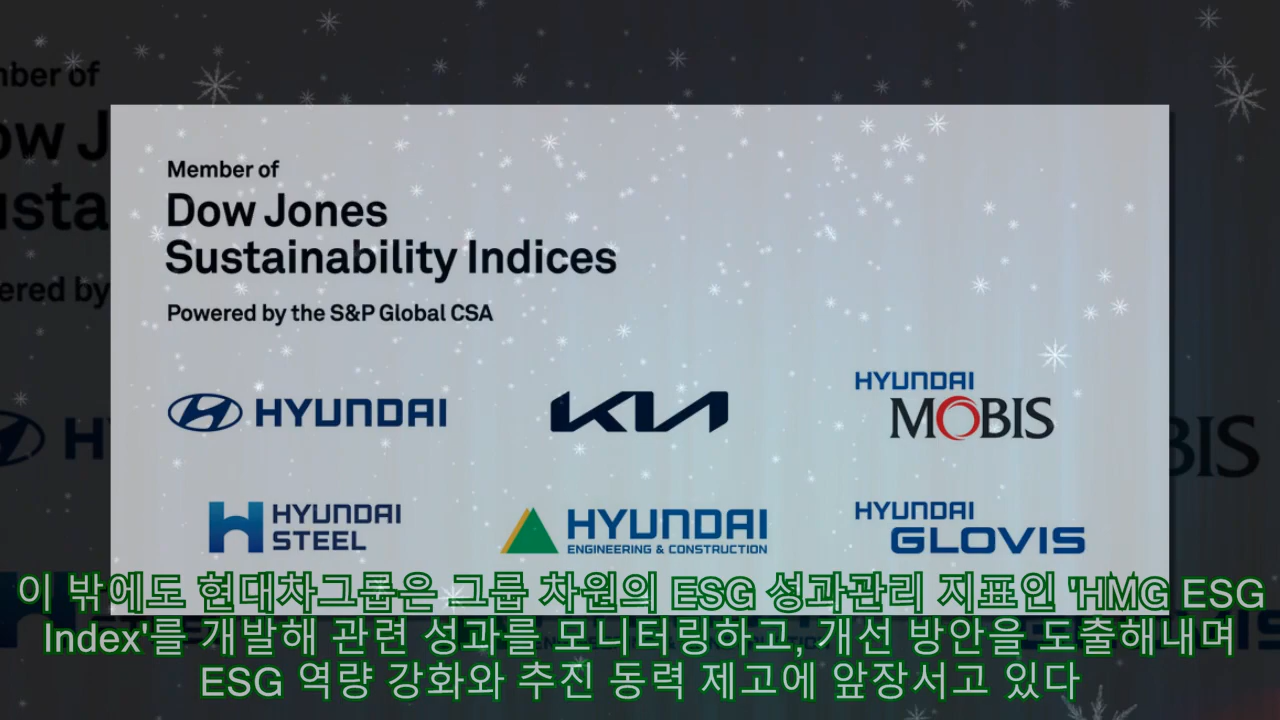 Member of
Dow Jones
Sustainability Indices
Powered by the S&P Global CSA
HYUNDAI
KIA
HYUNDAI
MOBIS
HYUNDAI
STEEL
HYUNDAI
ENGINEERING & CONSTRUCTION
HYUNDAI
GLOVIS
이 밖에도 현대차그룹은 그룹 차원의 ESG 성과관리 지표인 'HMG ESG
Index'를 개발해 관련 성과를 모니터링하고, 개선 방안을 도출해내며
ESG 역량 강화와 추진 동력 제고에 앞장서고 있다